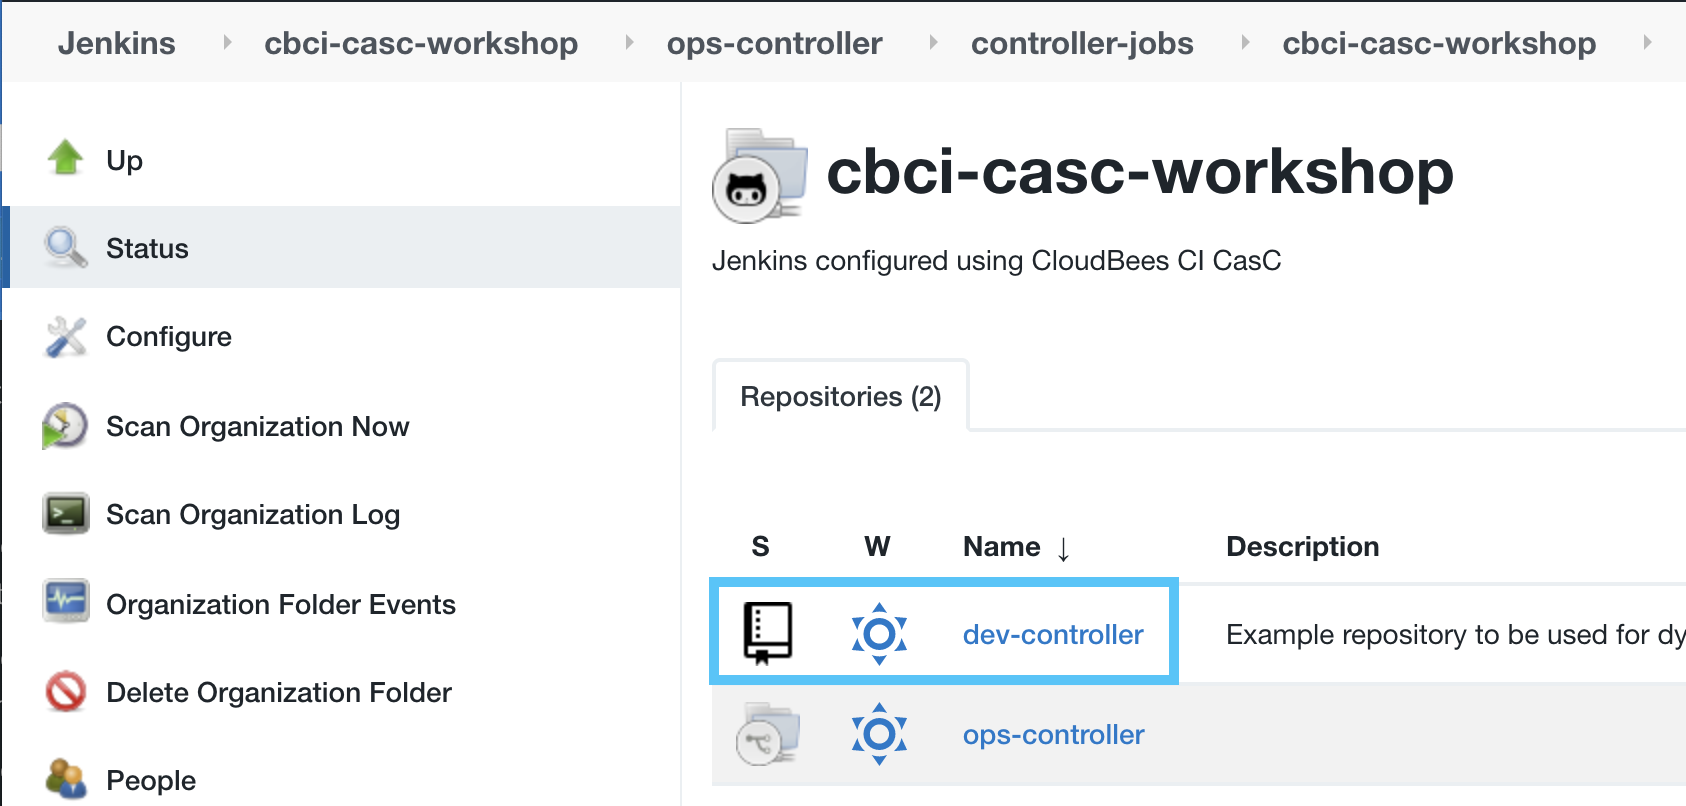 Jenkins cbci-casc-workshop ops-controller controller-jobs cbci-casc-workshop
Up
Status
Configure
Scan Organization Now
Scan Organization Log
Organization Folder Events
Delete Organization Folder
People
cbci-casc-workshop
Jenkins configured using CloudBees CI CasC
Repositories (2)
S W Name ↓ Description
dev-controller Example repository to be used for dy
ops-controller